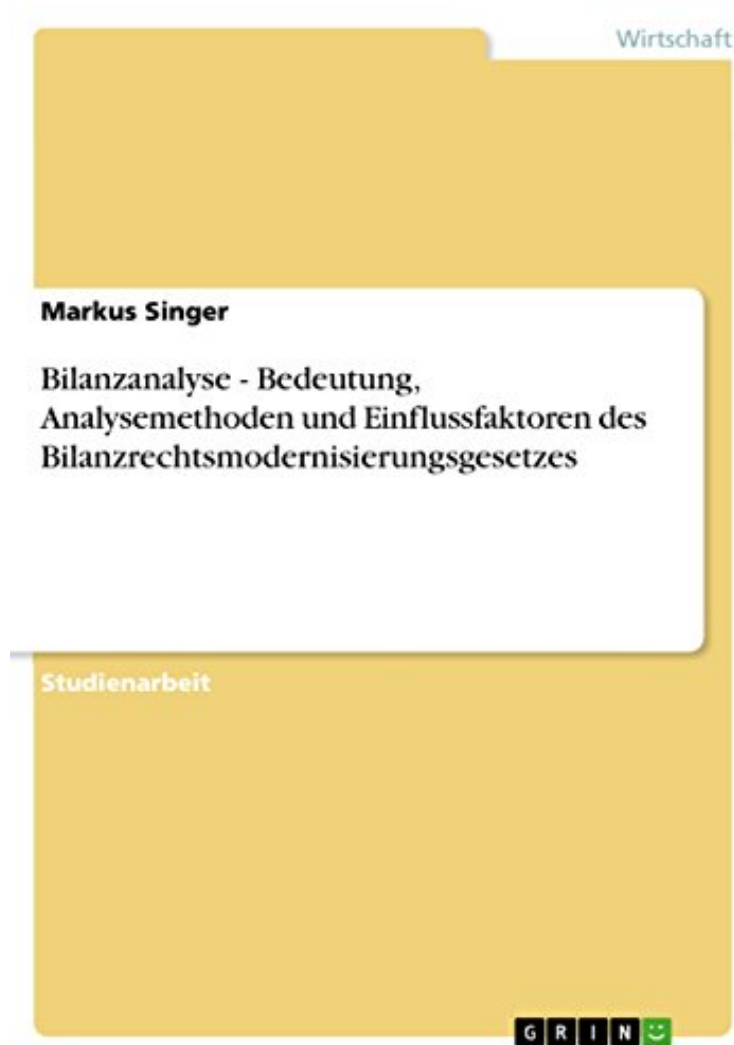 Wirtschaft
Markus Singer
Bilanzanalyse - Bedeutung,
Analysemethoden und Einflussfaktoren des
Bilanzrechtsmodernisierungsgesetzes
Studienarbeit
GRIN